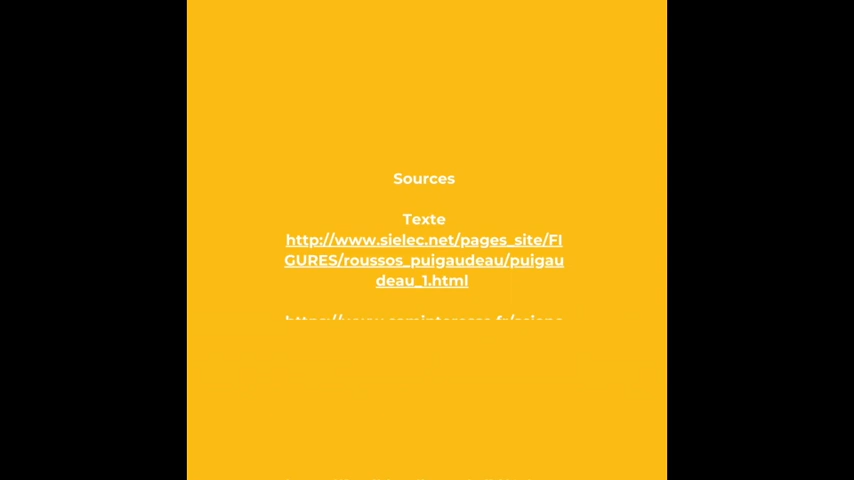 Sources
Texte
http://www.sielec.net/pages_site/FI
GURES/roussos_puigaudeau/puigau
deau_1.html